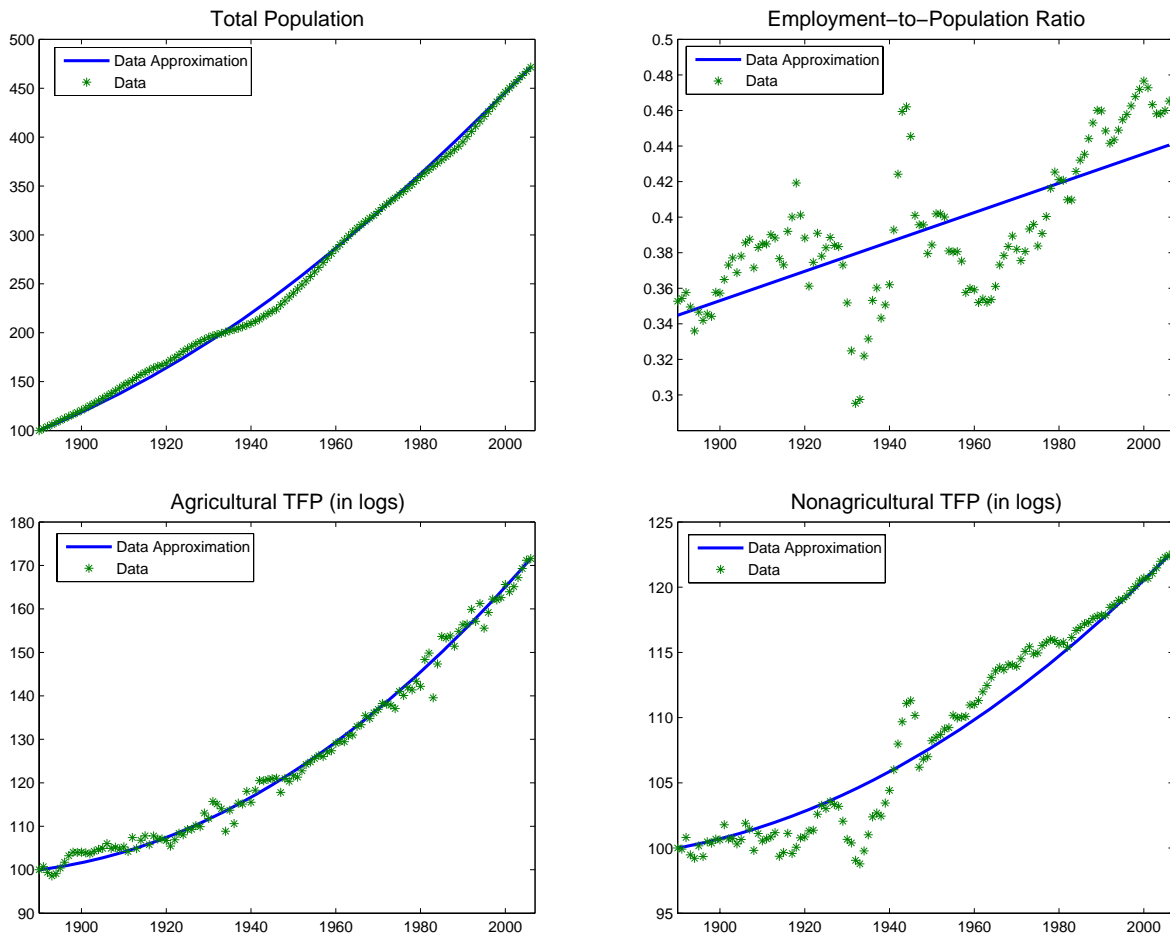 Total Population
500
450
400
350
300
250
200
150
100
1900 1920 1940 1960 1980 2000
Data Approximation
Data
Employment−to−Population Ratio
0.5
0.48
0.46
0.44
0.42
0.4
0.38
0.36
0.34
0.32
0.3
1900 1920 1940 1960 1980 2000
Data Approximation
Data
Agricultural TFP (in logs)
180
170
160
150
140
130
120
110
100
90
1900 1920 1940 1960 1980 2000
Data Approximation
Data
Nonagricultural TFP (in logs)
125
120
115
110
105
100
95
1900 1920 1940 1960 1980 2000
Data Approximation
Data